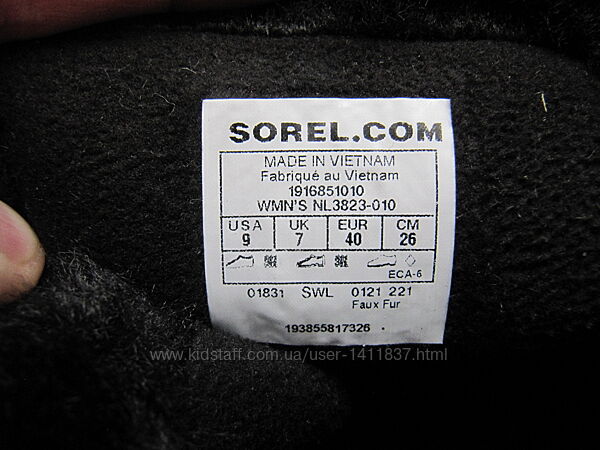 SOREL.COM
MADE IN VIETNAM
Fabriqué au Vietnam
1916851010
WMN'S NL3823-010
USA UK EUR CM
9 7 40 26
ECA-6
01831 SWL 0121 221
Faux Fur
193855817326
www.kidstaff.com.ua/user-1411837.html